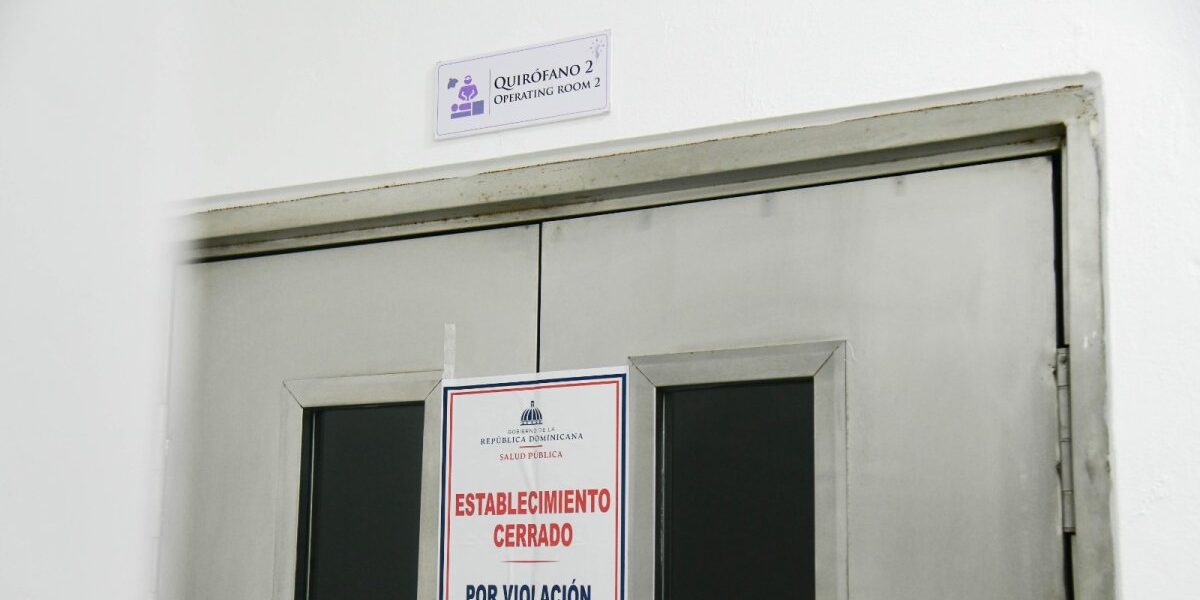 QUIRÓFANO 2
OPERATING ROOM 2
GOBIERNO DE LA
REPÚBLICA DOMINICANA
SALUD PÚBLICA
ESTABLECIMIENTO
CERRADO
POR VIOLACIÓN